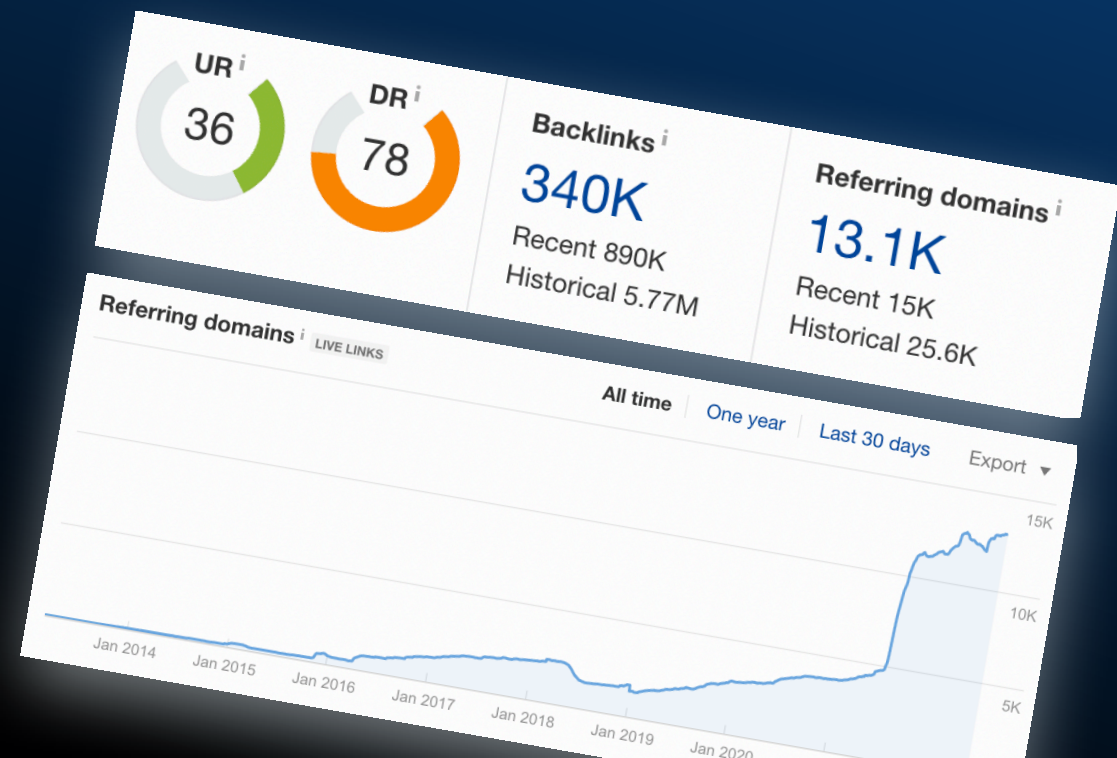 UR i
36
DR i
78
Backlinks i
340K
Recent 890K
Historical 5.77M
Referring domains i
13.1K
Recent 15K
Historical 25.6K
Referring domains i LIVE LINKS
All time One year Last 30 days Export
15K
10K
5K
Jan 2014 Jan 2015 Jan 2016 Jan 2017 Jan 2018 Jan 2019 Jan 2020